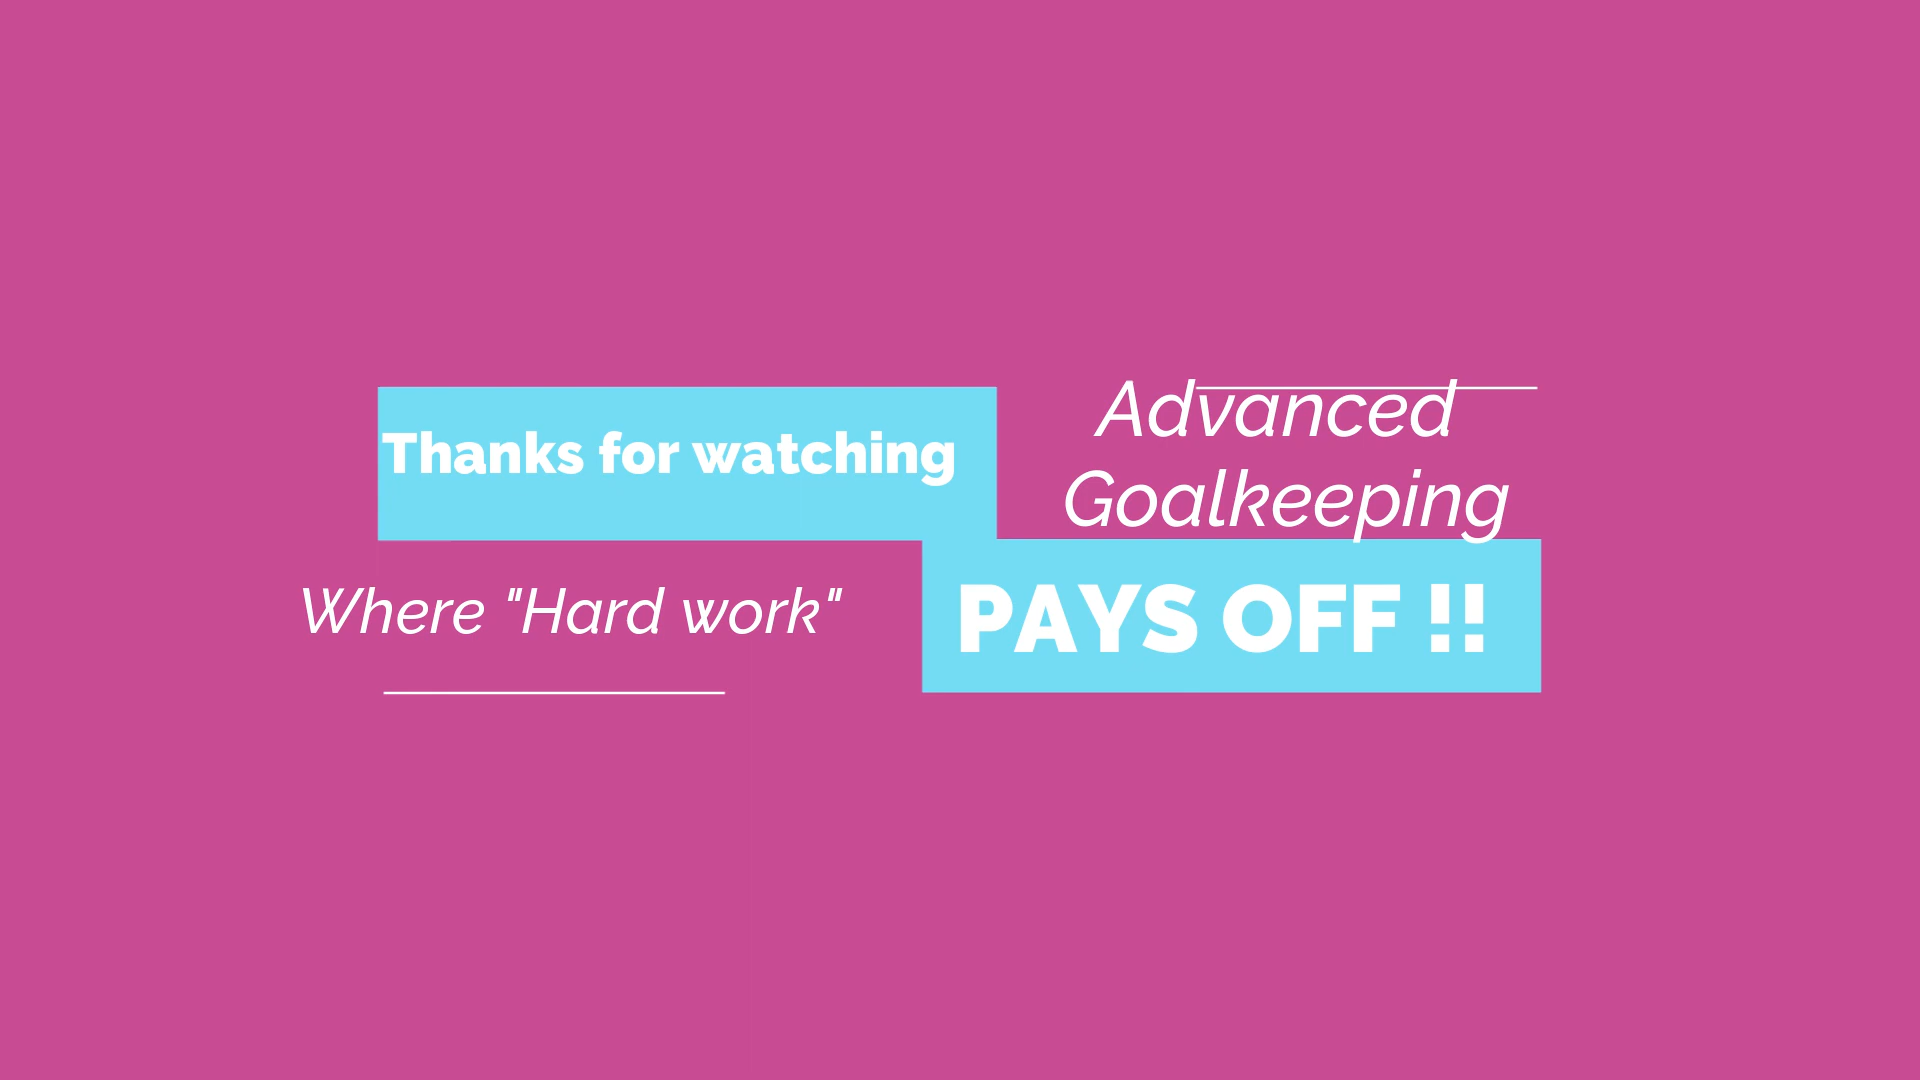 Thanks for watching
Advanced
Goalkeeping
Where "Hard work"
PAYS OFF !!